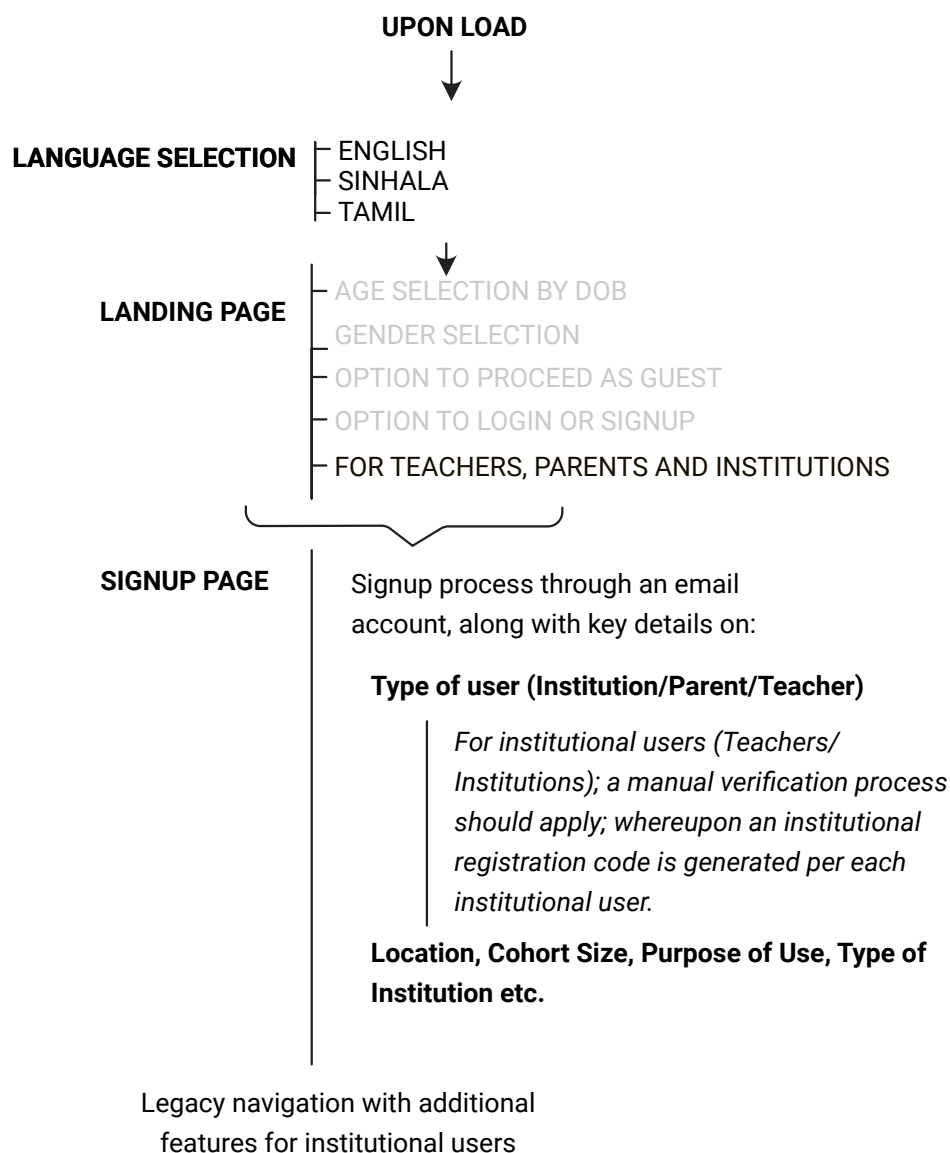 UPON LOAD
LANGUAGE SELECTION
ENGLISH
SINHALA
TAMIL
LANDING PAGE
AGE SELECTION BY DOB
GENDER SELECTION
OPTION TO PROCEED AS GUEST
OPTION TO LOGIN OR SIGNUP
FOR TEACHERS, PARENTS AND INSTITUTIONS
SIGNUP PAGE
Signup process through an email
account, along with key details on:
Type of user (Institution/Parent/Teacher)
For institutional users (Teachers/
Institutions); a manual verification process
should apply; whereupon an institutional
registration code is generated per each
institutional user.
Location, Cohort Size, Purpose of Use, Type of
Institution etc.
Legacy navigation with additional
features for institutional users